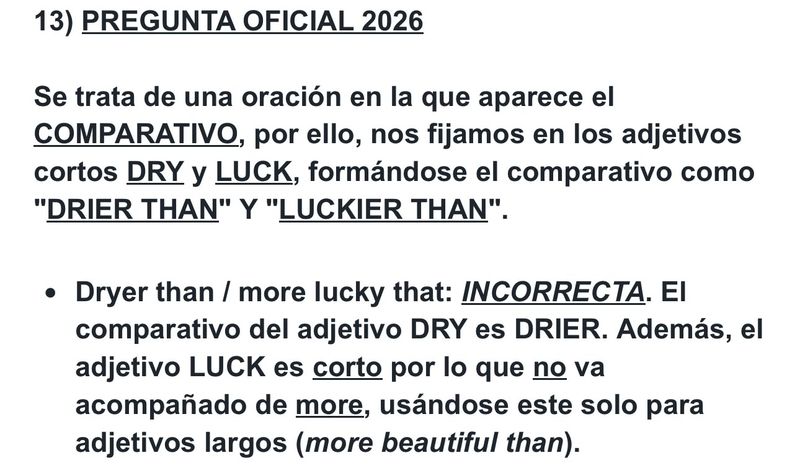 13) PREGUNTA OFICIAL 2026
Se trata de una oración en la que aparece el
COMPARATIVO, por ello, nos fijamos en los adjetivos
cortos DRY y LUCK, formándose el comparativo como
"DRIER THAN" Y "LUCKIER THAN".
• Dryer than / more lucky that: INCORRECTA. El
comparativo del adjetivo DRY es DRIER. Además, el
adjetivo LUCK es corto por lo que no va
acompañado de more, usándose este solo para
adjetivos largos (more beautiful than).